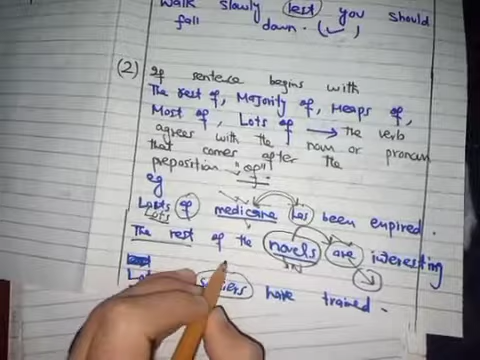 walk slowly lest you should
fall down. (✓)
(2) If sentence begins with
The rest of, Majority of, Heaps of,
Most of, Lots of → the verb
agrees with the noun or pronoun
that comes after the
preposition "of"
eg
Lots of medicine has been expired.
Lots
The rest of the novels are interesting
have trained.